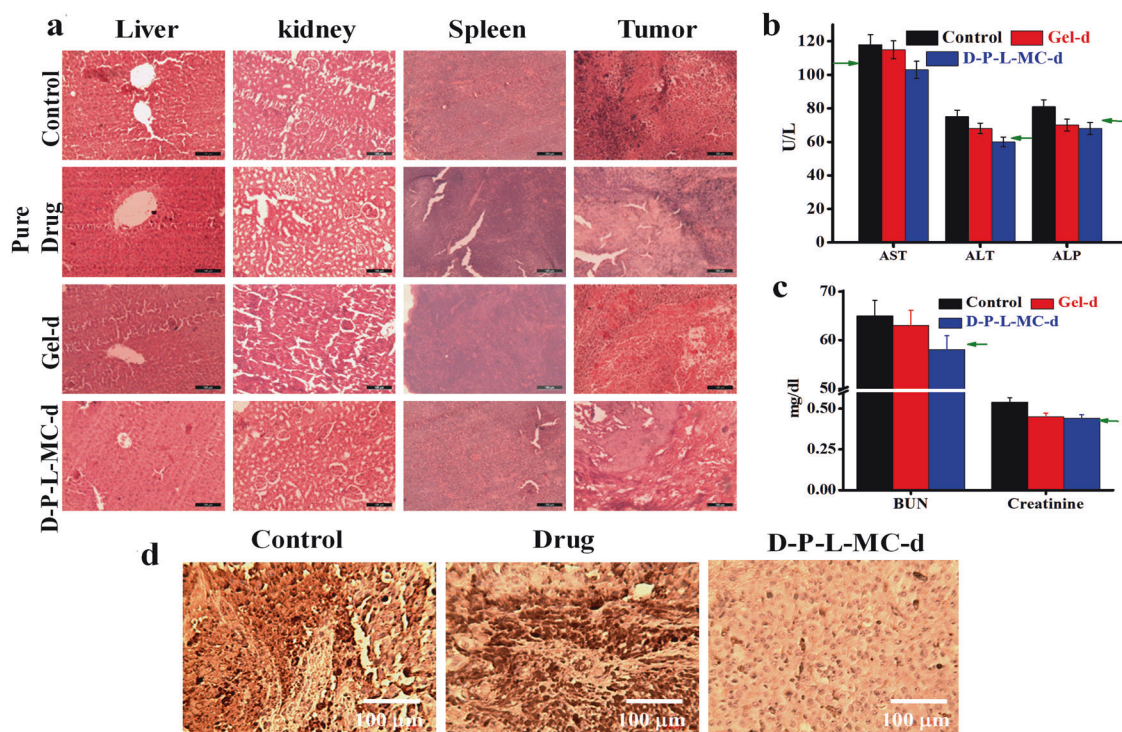 a
Liver
kidney
Spleen
Tumor
Control
Pure
Drug
Gel-d
D-P-L-MC-d
b
Control
Gel-d
D-P-L-MC-d
120
100
80
60
40
20
0
U/L
AST
ALT
ALP
c
Control
Gel-d
D-P-L-MC-d
70
60
50
0.50
0.25
0.00
mg/dl
BUN
Creatinine
d
Control
Drug
D-P-L-MC-d
100 µm
100 µm
100 µm